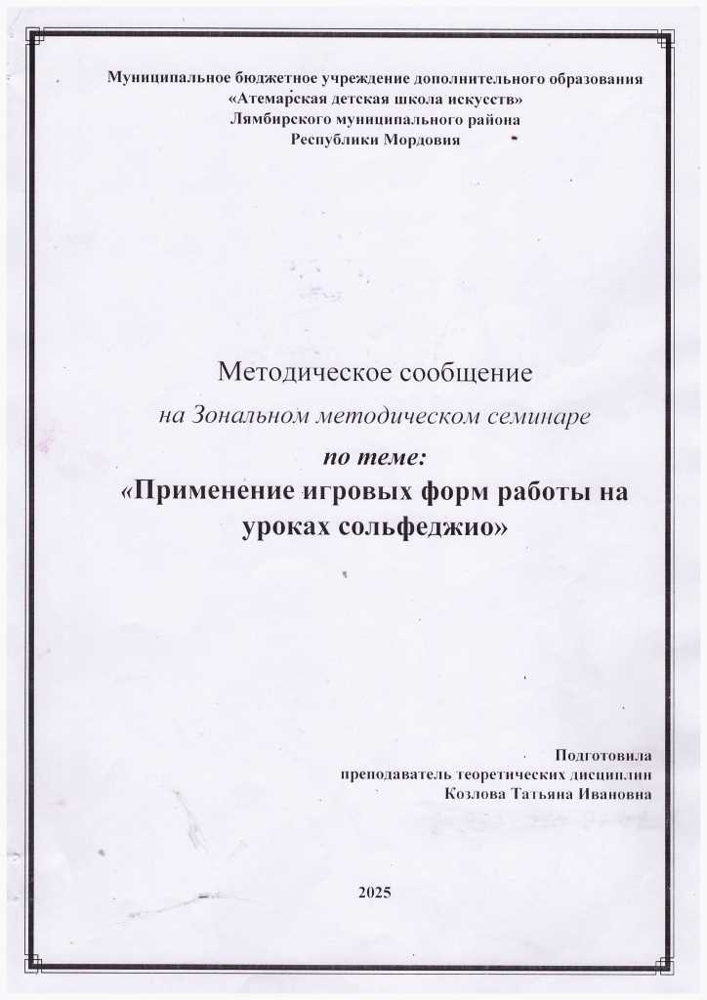 Муниципальное бюджетное учреждение дополнительного образования
«Атемарская детская школа искусств»
Лямбирского муниципального района
Республики Мордовия
Методическое сообщение
на Зональном методическом семинаре
по теме:
«Применение игровых форм работы на
уроках сольфеджио»
Подготовила
преподаватель теоретических дисциплин
Козлова Татьяна Ивановна
2025